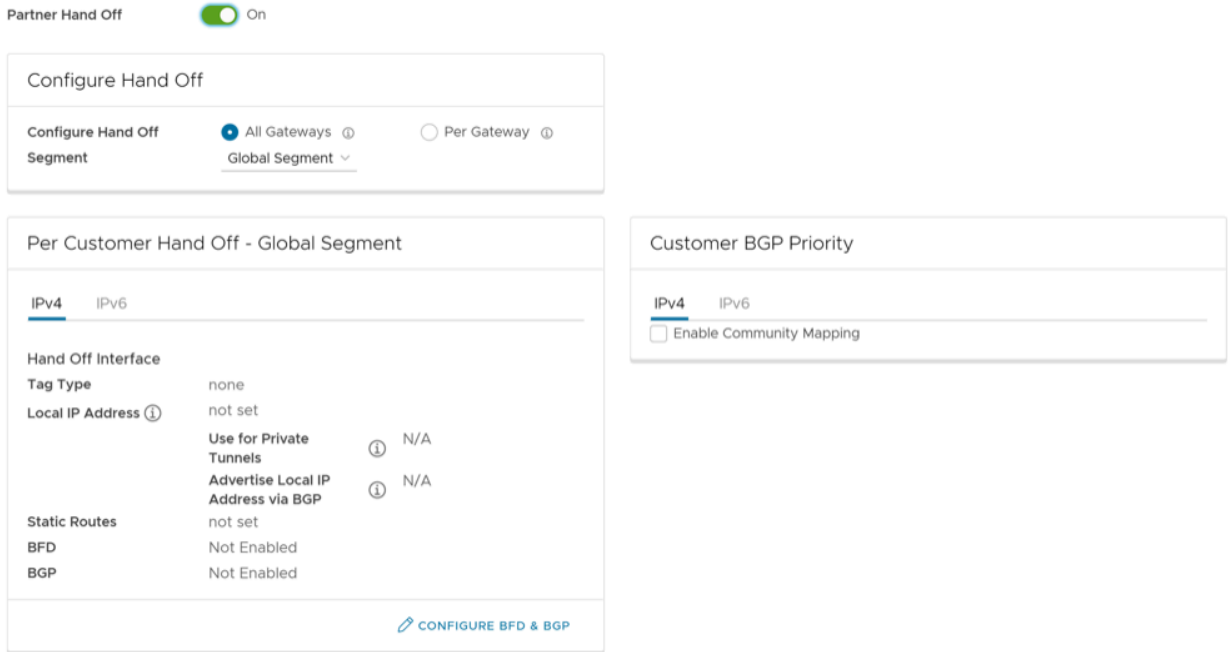 Partner Hand Off On
Configure Hand Off
Configure Hand Off All Gateways Per Gateway
Segment Global Segment
Per Customer Hand Off - Global Segment
IPv4 IPv6
Hand Off Interface
Tag Type none
Local IP Address not set
Use for Private
Tunnels
N/A
Advertise Local IP
Address via BGP
N/A
Static Routes not set
BFD Not Enabled
BGP Not Enabled
CONFIGURE BFD & BGP
Customer BGP Priority
IPv4 IPv6
Enable Community Mapping